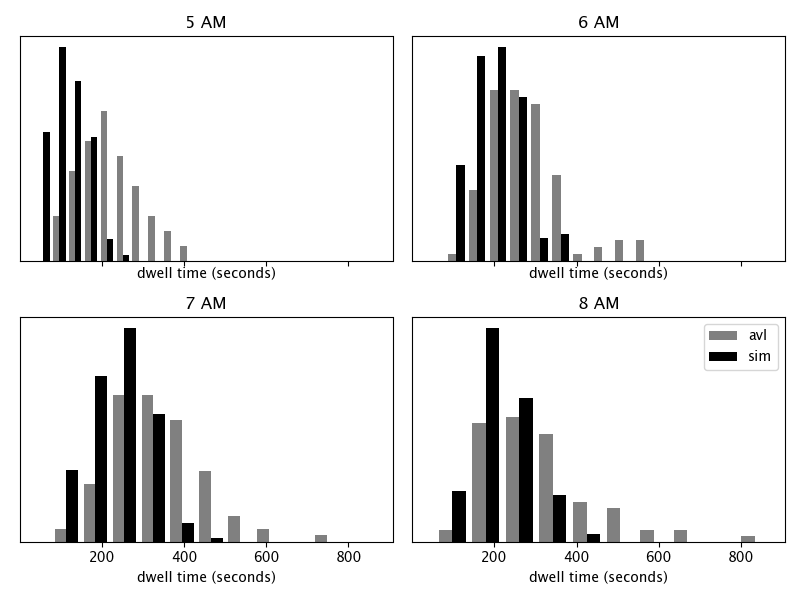 5 AM
6 AM
dwell time (seconds)
dwell time (seconds)
7 AM
8 AM
avl
sim
200
400
600
800
200
400
600
800
dwell time (seconds)
dwell time (seconds)